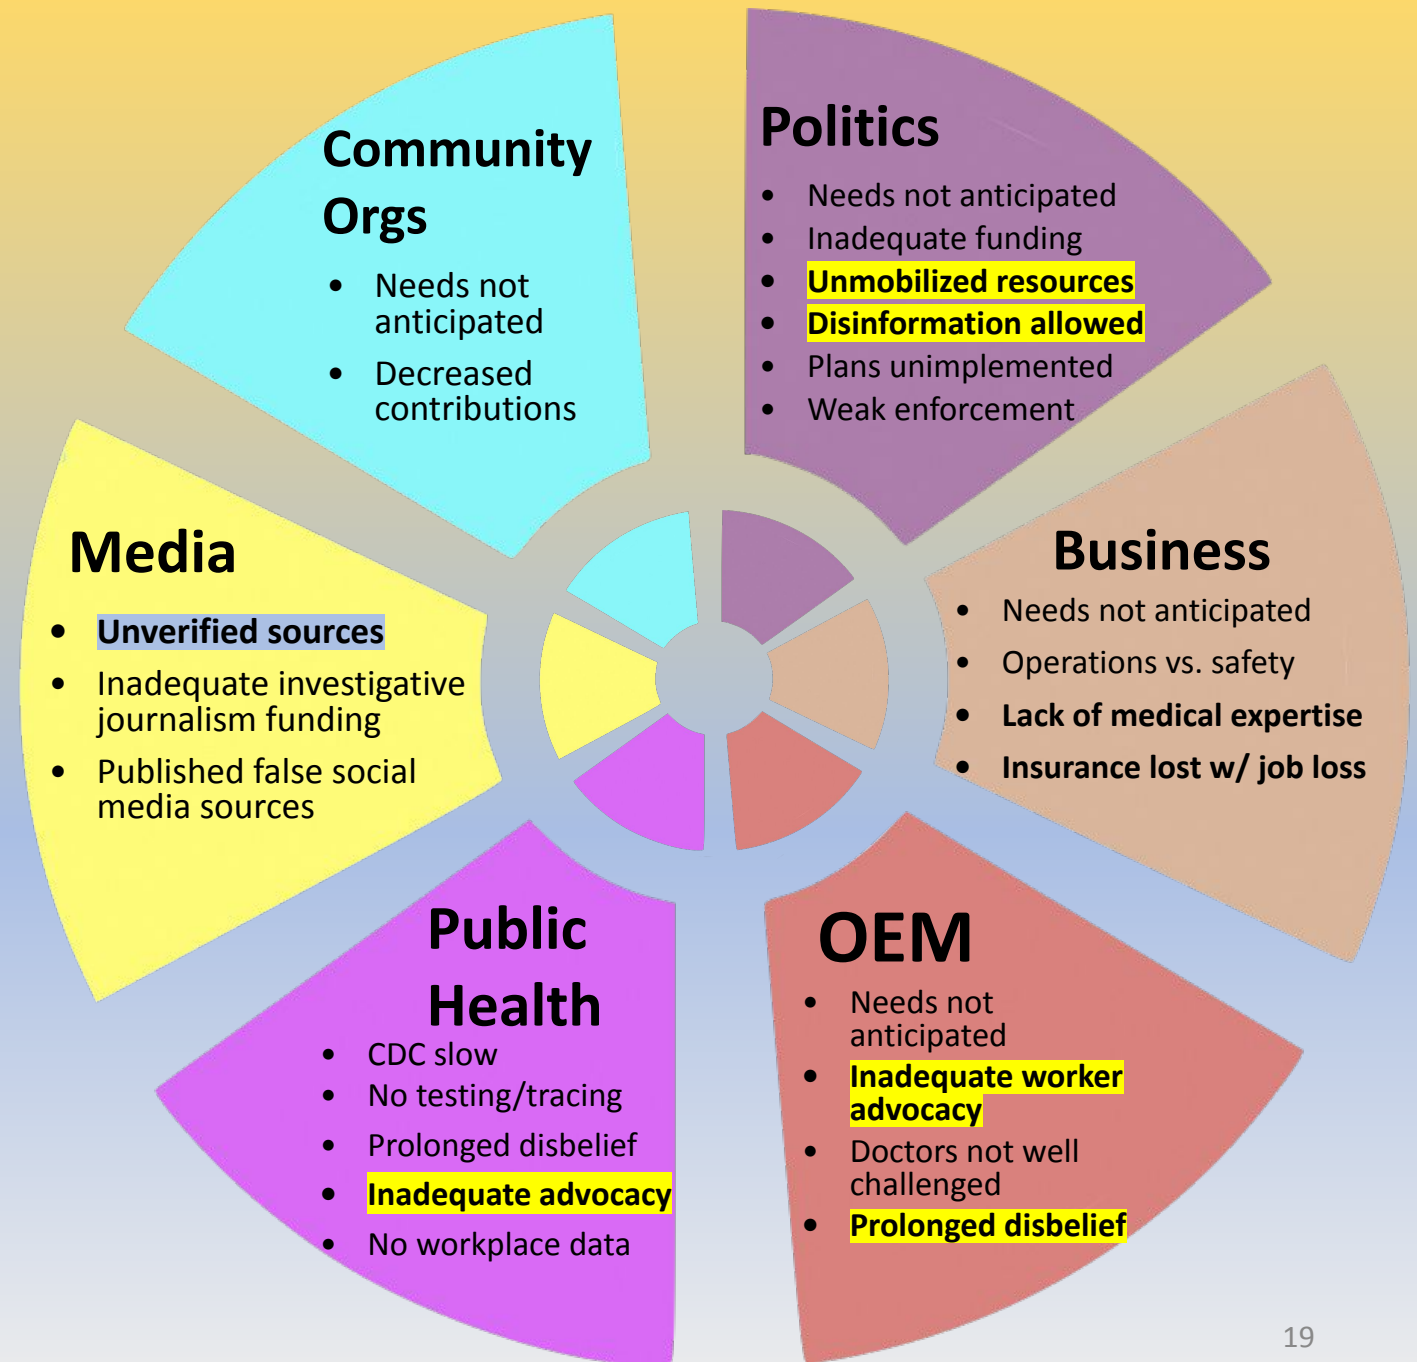 Community
Orgs
• Needs not
anticipated
• Decreased
contributions
Politics
• Needs not anticipated
• Inadequate funding
• Unmobilized resources
• Disinformation allowed
• Plans unimplemented
• Weak enforcement
Media
• Unverified sources
• Inadequate investigative
journalism funding
• Published false social
media sources
Business
• Needs not anticipated
• Operations vs. safety
• Lack of medical expertise
• Insurance lost w/ job loss
Public
Health
• CDC slow
• No testing/tracing
• Prolonged disbelief
• Inadequate advocacy
• No workplace data
OEM
• Needs not
anticipated
• Inadequate worker
advocacy
• Doctors not well
challenged
• Prolonged disbelief
19